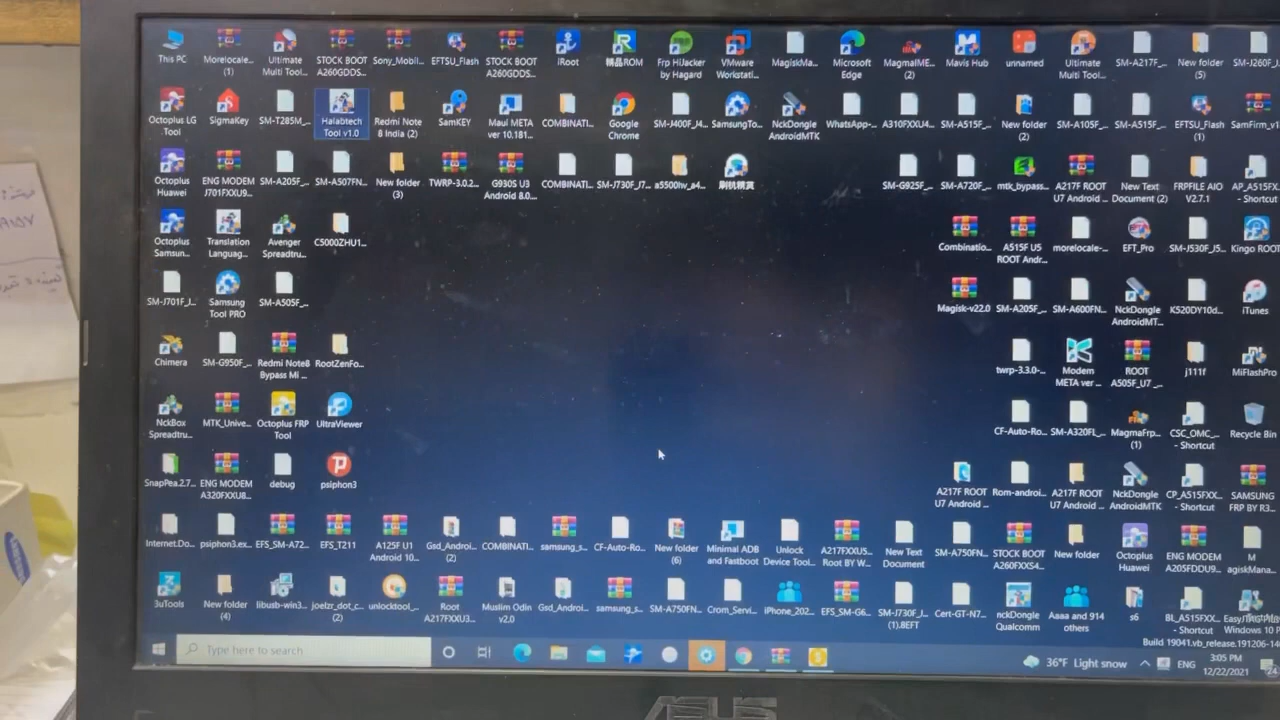 This PC
Morelocale...
(1)
Ultimate
Multi Tool...
STOCK BOOT
A260GDDS...
Sony_Mobil...
EFTSU_Flash
STOCK BOOT
A260GDDS...
iRoot
精品ROM
Frp HiJacker
by Hagard
VMware
Workstati...
MagiskMa...
Microsoft
Edge
MagmaIME...
(2)
Mavis Hub
unnamed
Ultimate
Multi Tool...
SM-A217F_...
New folder
(5)
SM-J260F_J...
Octoplus LG
Tool
SigmaKey
SM-T285M_...
Halabtech
Tool v1.0
Redmi Note
8 India (2)
SamKEY
Maui META
ver 10.181...
COMBINATI...
Google
Chrome
SM-J400F_J4...
SamsungTo...
NckDongle
AndroidMTK
WhatsApp-...
A310FXXU4...
SM-A515F_...
New folder
(2)
SM-A105F_...
SM-A515F_...
EFTSU_Flash
(1)
SamFirm_v1
Octoplus
Huawei
ENG MODEM
J701FXXU9...
SM-A205F_...
SM-A507FN...
New folder
(3)
TWRP-3.0.2...
G930S U3
Android 8.0...
COMBINATI...
SM-J730F_J7...
a5500hv_a4...
刷机精灵
SM-G925F_...
SM-A720F_...
mtk_bypass...
A217F ROOT
U7 Android ...
New Text
Document (2)
FRPFILE AIO
V2.7.1
AP_A515FX...
- Shortcut
Octoplus
Samsun...
Translation
Languag...
Avenger
Spreadtru...
C5000ZHU1...
Combinatio...
A515F U5
ROOT Andr...
morelocale-...
EFT_Pro
SM-J530F_J5...
Kingo ROOT
SM-J701F_J...
Samsung
Tool PRO
SM-A505F_...
Magisk-v22.0
SM-A205F_...
SM-A600FN...
NckDongle
AndroidMT...
K520DY10d...
iTunes
Chimera
SM-G950F_...
Redmi Note8
Bypass Mi ...
RootZenFo...
twrp-3.3.0-...
Modem
META ver ...
ROOT
A505F_U7 _...
j111f
MiFlashPro
NckBox
Spreadtru...
MTK_Unive...
Octoplus FRP
Tool
UltraViewer
CF-Auto-Ro...
SM-A320FL_...
MagmaFrp...
(1)
CSC_OMC_...
- Shortcut
Recycle Bin
SnapPea.2.7...
ENG MODEM
A320FXXU8...
debug
psiphon3
A217F ROOT
U7 Android ...
Rom-androi...
A217F ROOT
U7 Android ...
NckDongle
AndroidMTK
CP_A515FXX...
- Shortcut
SAMSUNG
FRP BY R3...
Internet.Do...
psiphon3.ex...
EFS_SM-A72...
EFS_T211
A125F U1
Android 10...
Gsd_Androi...
(2)
COMBINATI...
samsung_s...
CF-Auto-Ro...
New folder
(6)
Minimal ADB
and Fastboot
Unlock
Device Tool...
A217FXXU5...
Root BY W...
New Text
Document
SM-A750FN...
STOCK BOOT
A260FXXS4...
New folder
Octoplus
Huawei
ENG MODEM
A205FDDU9...
M
agiskMana...
3uTools
New folder
(4)
libusb-win3...
joelzr_dot_c...
(2)
unlocktool_...
Root
A217FXXU3...
Muslim Odin
v2.0
Gsd_Androi...
samsung_s...
SM-A750FN...
Crom_Servi...
iPhone_202...
EFS_SM-G6...
SM-J730F_J...
(1).8EFT
Cert-GT-N7...
nckDongle
Qualcomm
Aaaa and 914
others
s6
BL_A515FXX...
- Shortcut
EasyJTAG Plu
Windows 10 P
Build 19041.vb_release.191206-14
Type here to search
36°F Light snow
ENG
3:05 PM
12/22/2021
ASUS